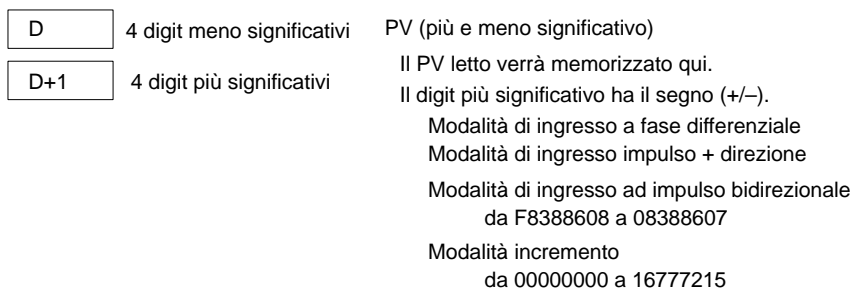 D
4 digit meno significativi
D+1
4 digit più significativi
PV (più e meno significativo)
Il PV letto verrà memorizzato qui.
Il digit più significativo ha il segno (+/–).
Modalità di ingresso a fase differenziale
Modalità di ingresso impulso + direzione
Modalità di ingresso ad impulso bidirezionale
da F8388608 a 08388607
Modalità incremento
da 00000000 a 16777215